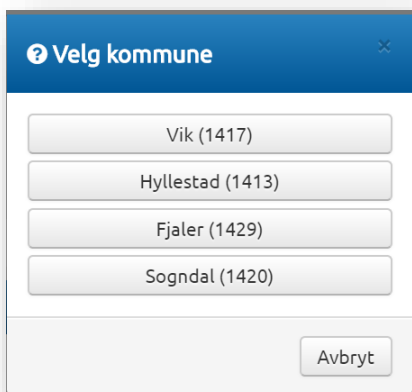 Velg kommune
Vik (1417)
Hyllestad (1413)
Fjaler (1429)
Sogndal (1420)
Avbryt